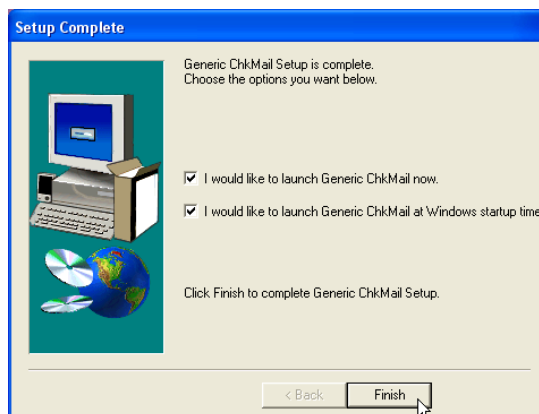 Setup Complete
Generic ChkMail Setup is complete.
Choose the options you want below.
I would like to launch Generic ChkMail now.
I would like to launch Generic ChkMail at Windows startup time
Click Finish to complete Generic ChkMail Setup.
< Back
Finish